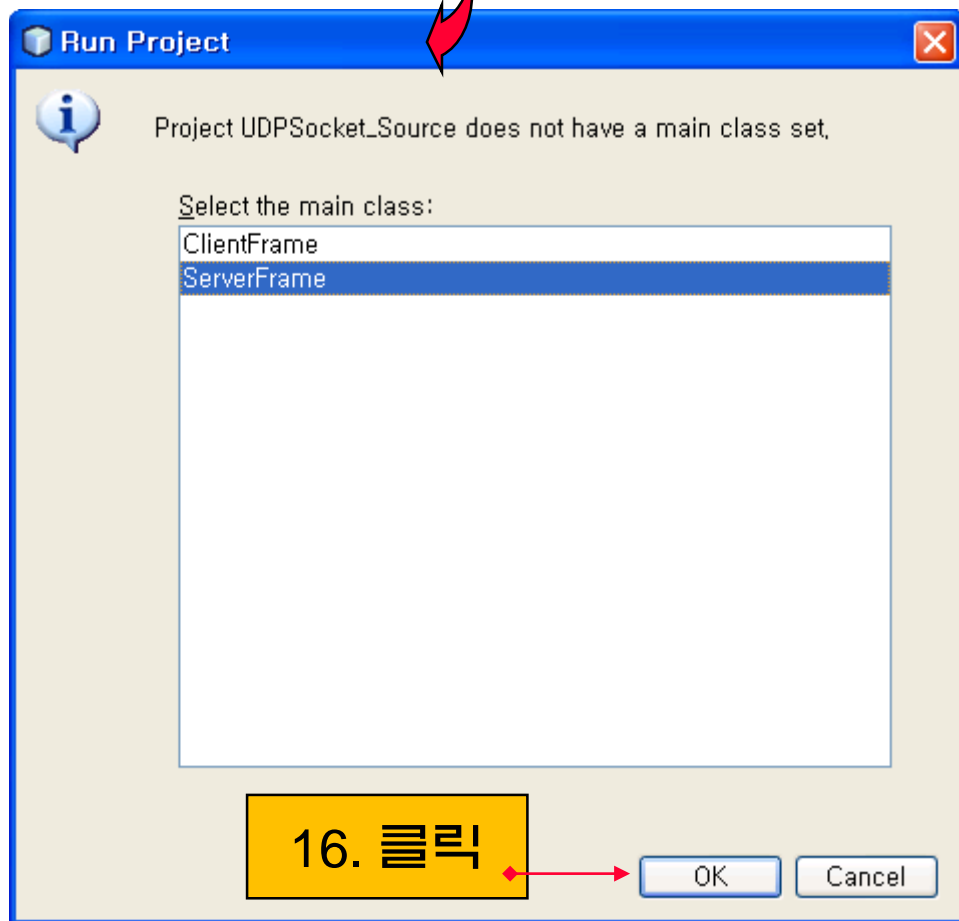 Run Project
Project UDPSocket_Source does not have a main class set.
Select the main class:
ClientFrame
ServerFrame
16. 클릭
OK
Cancel